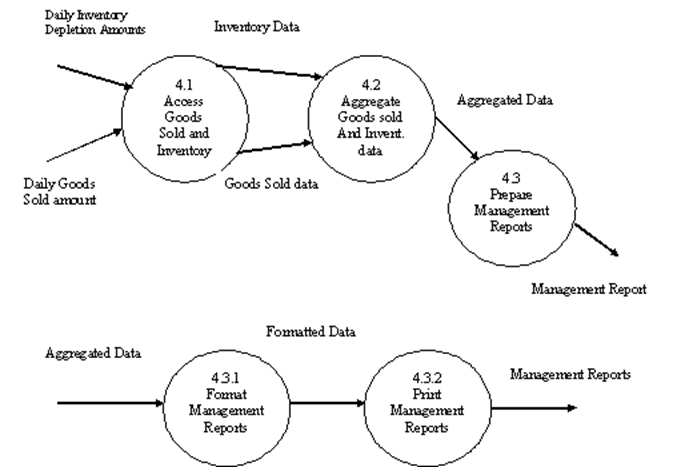 Daily Inventory
Depletion Amounts
Inventory Data
4.1
Access
Goods
Sold and
Inventory
4.2
Aggregate
Goods sold
And Invent.
data
Aggregated Data
Daily Goods
Sold amount
Goods Sold data
4.3
Prepare
Management
Reports
Management Report
Formatted Data
Aggregated Data
4.3.1
Format
Management
Reports
4.3.2
Print
Management
Reports
Management Reports